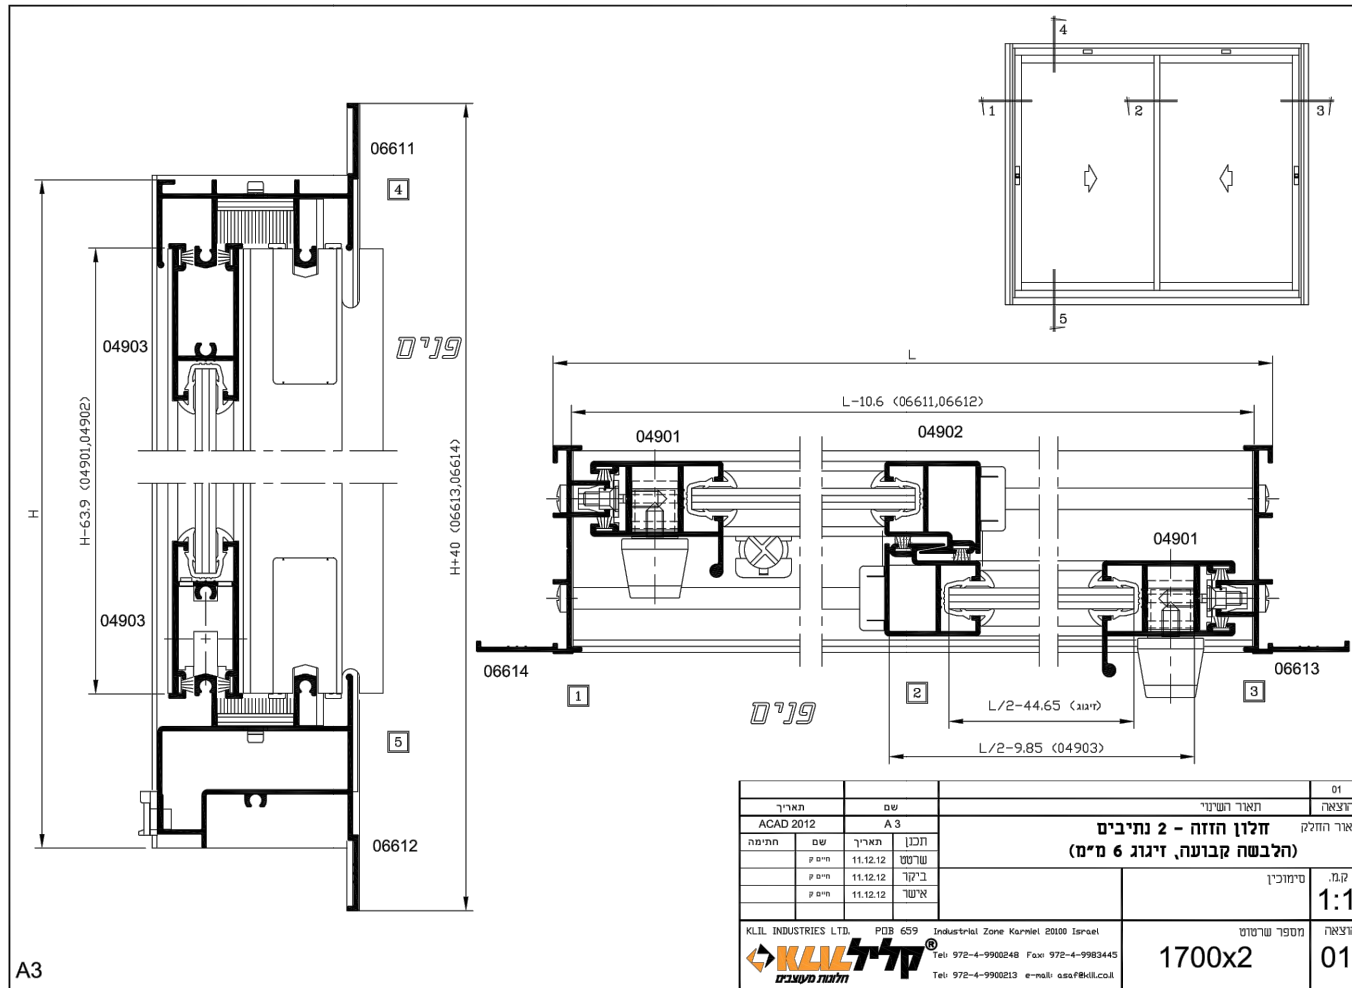 06611
4
04903
פנים
H
H-63.9 (04901,04902)
H+40 (06613,06614)
04903
5
06612
A3
4
1
2
3
5
L
L-10.6 (06611,06612)
04901
04902
04901
06614
06613
1
2
3
פנים
L/2-44.65 (זיגוג)
L/2-9.85 (04903)
01
הוצאה
תאור השינוי
שם
תאריך
A 3
ACAD 2012
תאור החלק
חלון הזזה - 2 נתיבים
(הלבשה קבועה, זיגוג 6 מ"מ)
תכנן
תאריך
שם
חתימה
שרטט
11.12.12
חיים ק
ביקר
11.12.12
חיים ק
אישר
11.12.12
חיים ק
סימוכין
ק.מ.
1:1
הוצאה
01
מספר שרטוט
1700x2
KLIL INDUSTRIES LTD. POB 659 Industrial Zone Karmiel 20100 Israel
KLIL קליל®
חלונות מעוצבים
Tel: 972-4-9900248 Fax: 972-4-9983445
Tel: 972-4-9900213 e-mail: asaf@klil.co.il